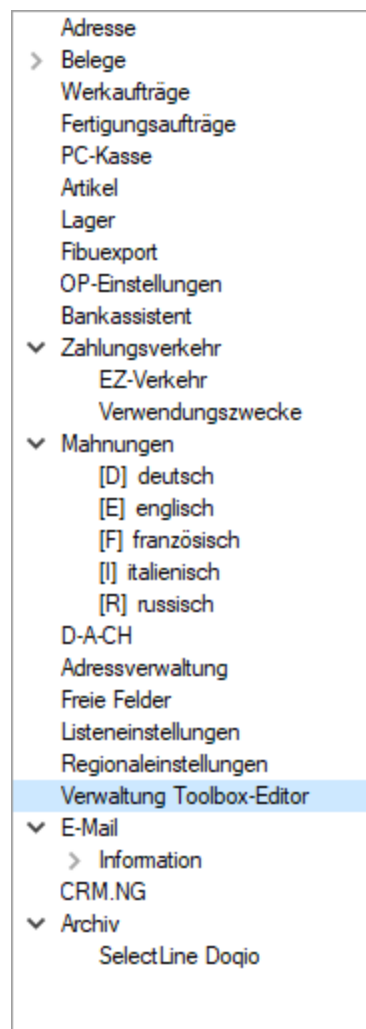 Adresse
Belege
Werkaufträge
Fertigungsaufträge
PC-Kasse
Artikel
Lager
Fibuexport
OP-Einstellungen
Bankassistent
Zahlungsverkehr
EZ-Verkehr
Verwendungszwecke
Mahnungen
[D] deutsch
[E] englisch
[F] französisch
[I] italienisch
[R] russisch
D-A-CH
Adressverwaltung
Freie Felder
Listeneinstellungen
Regionaleinstellungen
Verwaltung Toolbox-Editor
E-Mail
Information
CRM.NG
Archiv
SelectLine Doqio